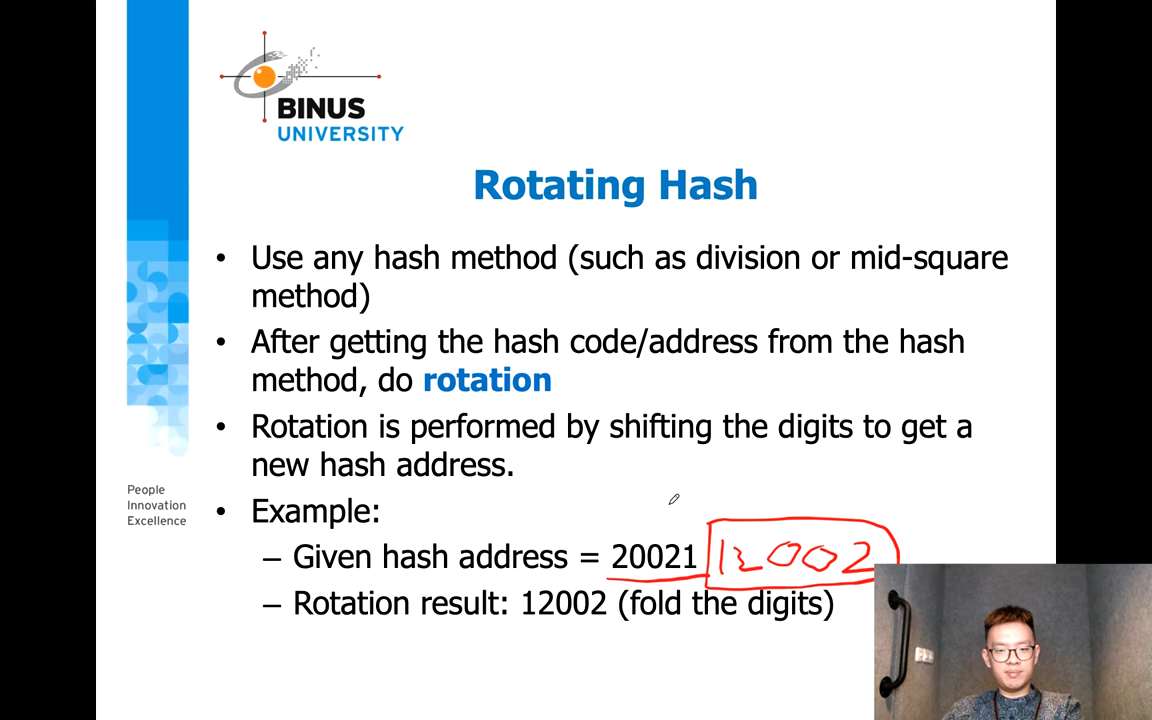 BINUS
UNIVERSITY
Rotating Hash
• Use any hash method (such as division or mid-square
method)
• After getting the hash code/address from the hash
method, do rotation
• Rotation is performed by shifting the digits to get a
new hash address.
People
Innovation
Excellence
• Example:
– Given hash address = 20021 12002
– Rotation result: 12002 (fold the digits)